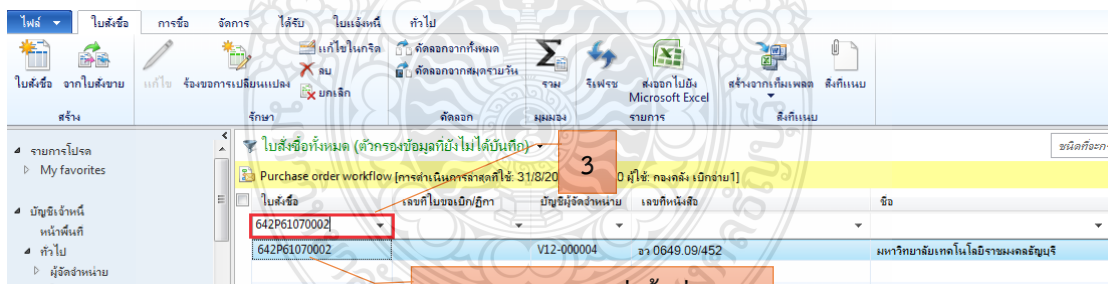 ไฟล์ ใบสั่งซื้อ การซื้อ จัดการ ได้รับ ใบแจ้งหนี้ ทั่วไป
ใบสั่งซื้อ จากใบสั่งขาย แก้ไข ร้องขอการเปลี่ยนแปลง แก้ไขในกริด ลบ ยกเลิก คัดลอกจากทั้งหมด คัดลอกจากสมุดรายวัน รวม รีเฟรช ส่งออกไปยัง Microsoft Excel สร้างจากเท็มเพลต สิ่งที่แนบ
สร้าง รักษา คัดลอก มุมมอง รายการ สิ่งที่แนบ
รายการโปรด
My favorites
บัญชีเจ้าหนี้
หน้าพื้นที่
ทั่วไป
ผู้จัดจำหน่าย
ใบสั่งซื้อทั้งหมด (ตัวกรองข้อมูลที่ยังไม่ได้บันทึก)
3
Purchase order workflow [การดำเนินการล่าสุดที่ใช้: 31/8/20 0 ผู้ใช้: กองคลัง เบิกจ่าย1]
ใบสั่งซื้อ เลขที่ใบขอเบิก/ฎีกา บัญชีผู้จัดจำหน่าย เลขที่หนังสือ ชื่อ
642P61070002
642P61070002 V12-000004 อว 0649.09/452 มหาวิทยาลัยเทคโนโลยีราชมงคลธัญบุรี